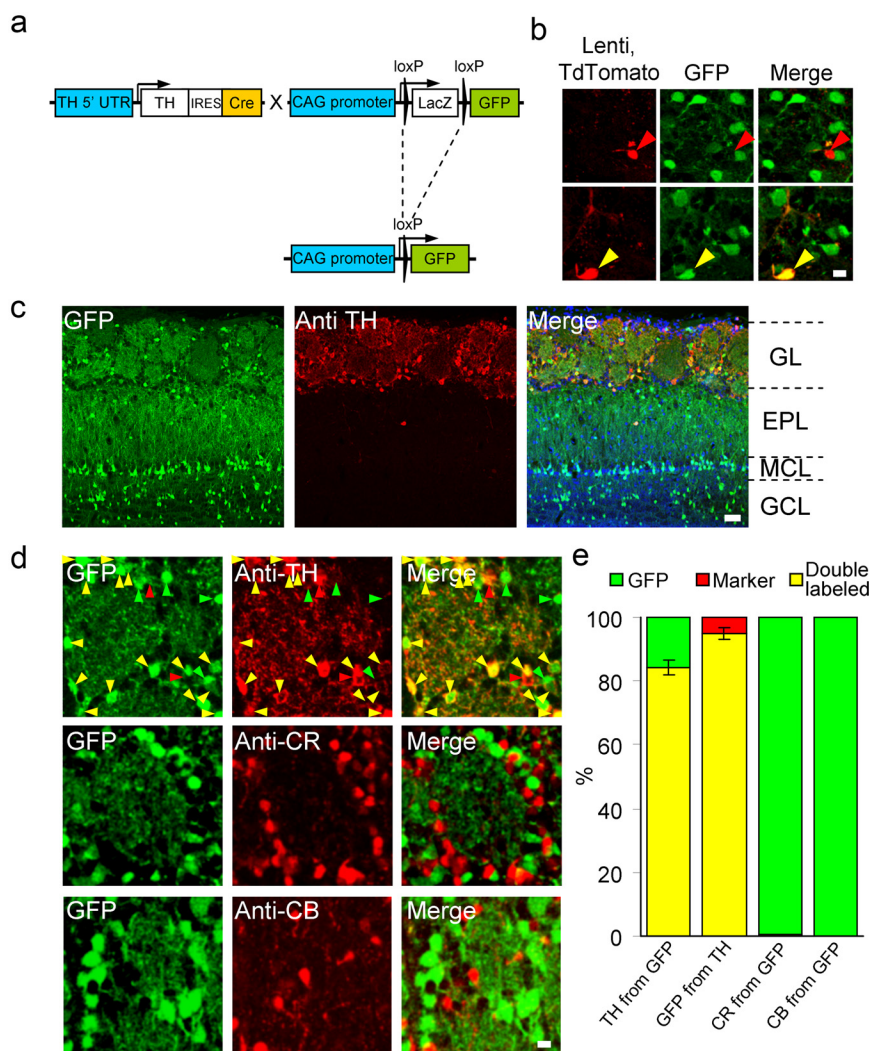 a
loxP loxP
TH 5' UTR TH IRES Cre X CAG promoter LacZ GFP
loxP
CAG promoter GFP
b
Lenti,
TdTomato GFP Merge
c
GFP Anti TH Merge
GL
EPL
MCL
GCL
d
GFP Anti-TH Merge
GFP Anti-CR Merge
GFP Anti-CB Merge
e
GFP Marker Double
labeled
100
80
60
40
20
0
%
TH from GFP
GFP from TH
CR from GFP
CB from GFP